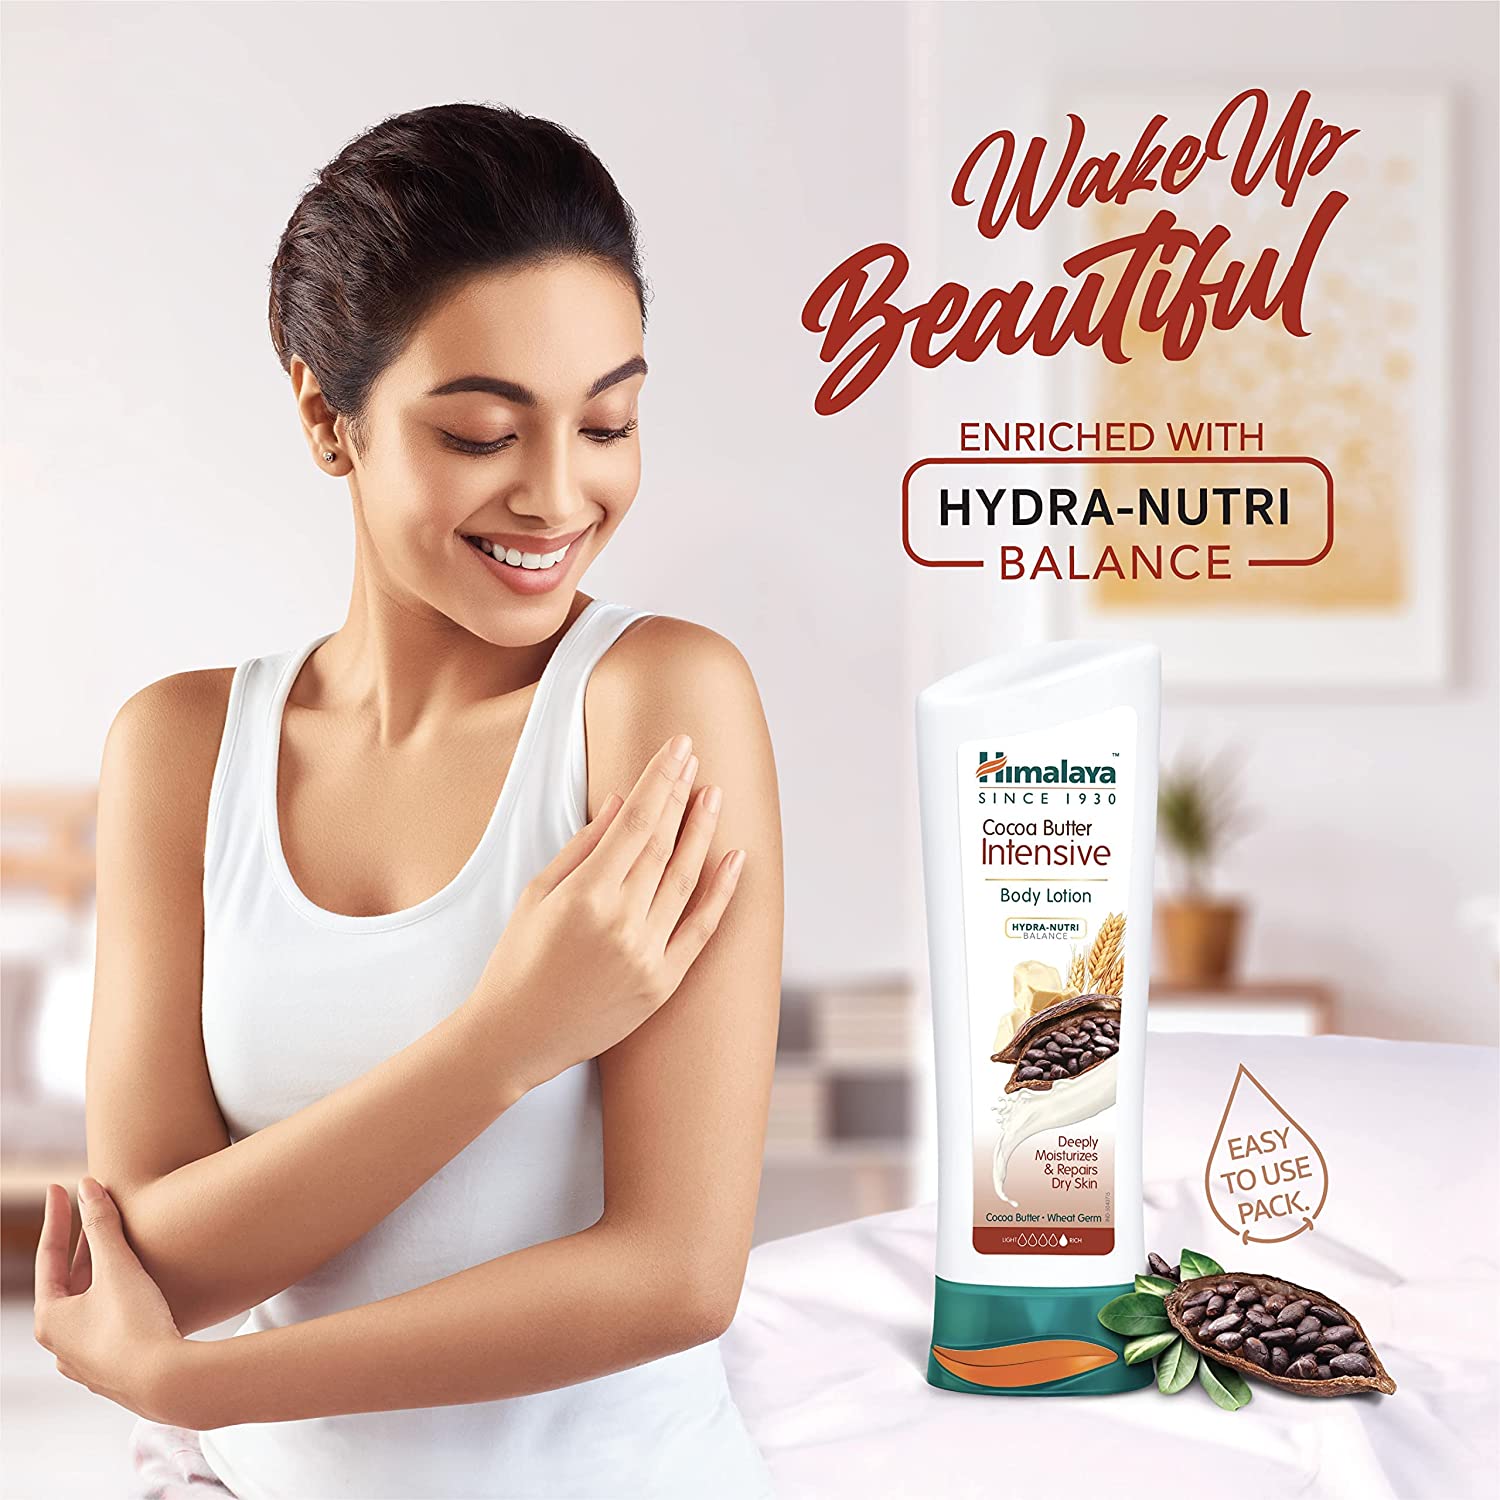 Wake Up
Beautiful
ENRICHED WITH
HYDRA-NUTRI
BALANCE
Himalaya™
SINCE 1930
Cocoa Butter
Intensive
Body Lotion
HYDRA-NUTRI
BALANCE
Deeply
Moisturizes
& Repairs
Dry Skin
Cocoa Butter • Wheat Germ
LIGHT RICH
EASY
TO USE
PACK.